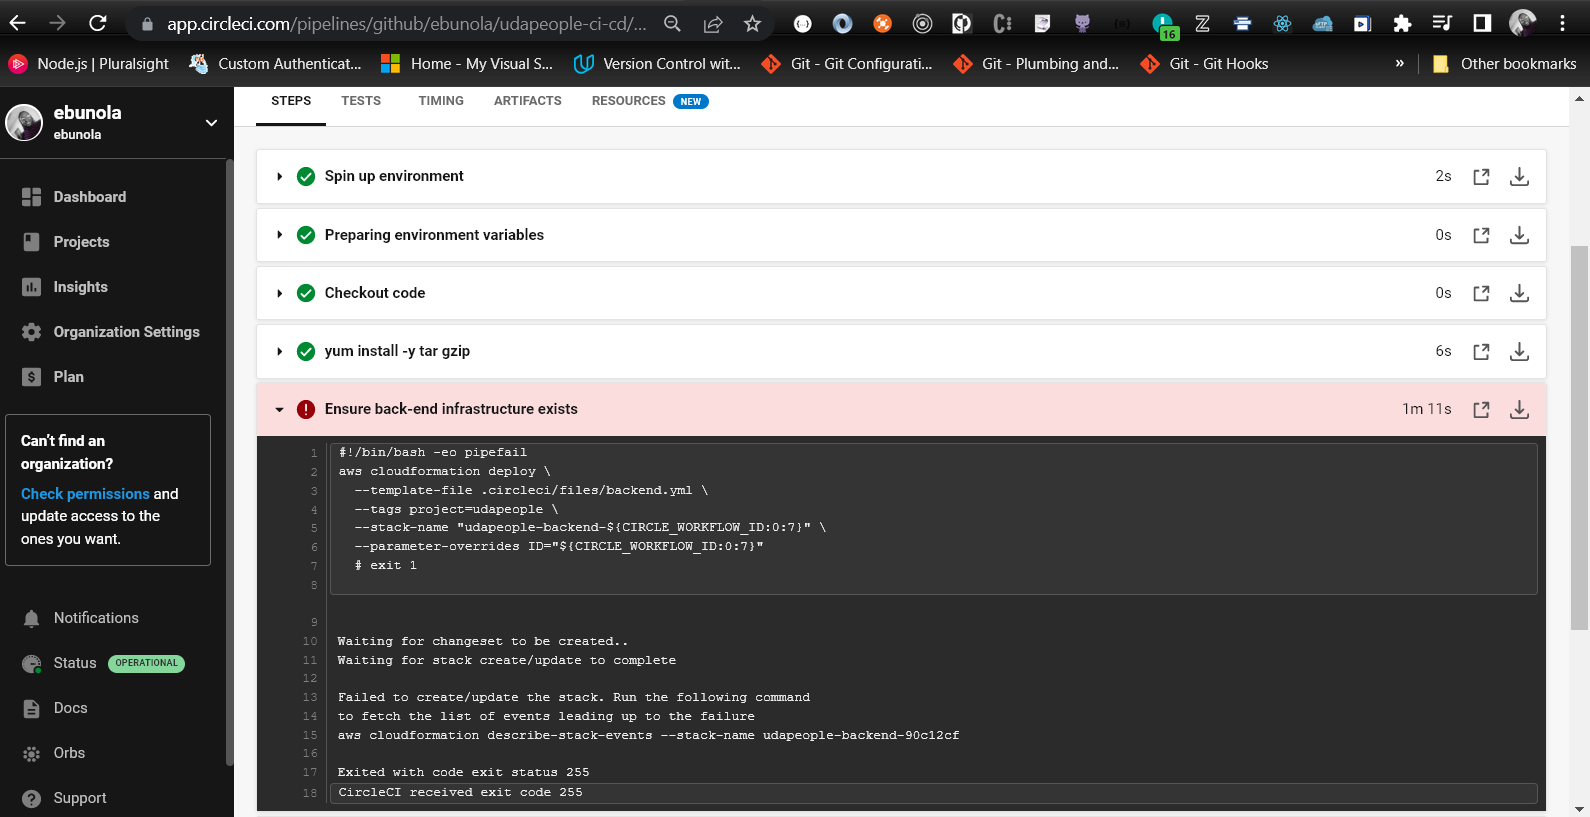 app.circleci.com/pipelines/github/ebunola/udapeople-ci-cd/...
16
Node.js | Pluralsight
Custom Authenticat...
Home - My Visual S...
Version Control wit...
Git - Git Configurati...
Git - Plumbing and...
Git - Git Hooks
»
Other bookmarks
ebunola
ebunola
Dashboard
Projects
Insights
Organization Settings
Plan
Can't find an
organization?
Check permissions and
update access to the
ones you want.
Notifications
Status OPERATIONAL
Docs
Orbs
Support
STEPS TESTS TIMING ARTIFACTS RESOURCES NEW
Spin up environment 2s
Preparing environment variables 0s
Checkout code 0s
yum install -y tar gzip 6s
Ensure back-end infrastructure exists 1m 11s
1 #!/bin/bash -eo pipefail
2 aws cloudformation deploy \
3 --template-file .circleci/files/backend.yml \
4 --tags project=udapeople \
5 --stack-name "udapeople-backend-${CIRCLE_WORKFLOW_ID:0:7}" \
6 --parameter-overrides ID="${CIRCLE_WORKFLOW_ID:0:7}"
7 # exit 1
8
9
10 Waiting for changeset to be created..
11 Waiting for stack create/update to complete
12
13 Failed to create/update the stack. Run the following command
14 to fetch the list of events leading up to the failure
15 aws cloudformation describe-stack-events --stack-name udapeople-backend-90c12cf
16
17 Exited with code exit status 255
18 CircleCI received exit code 255